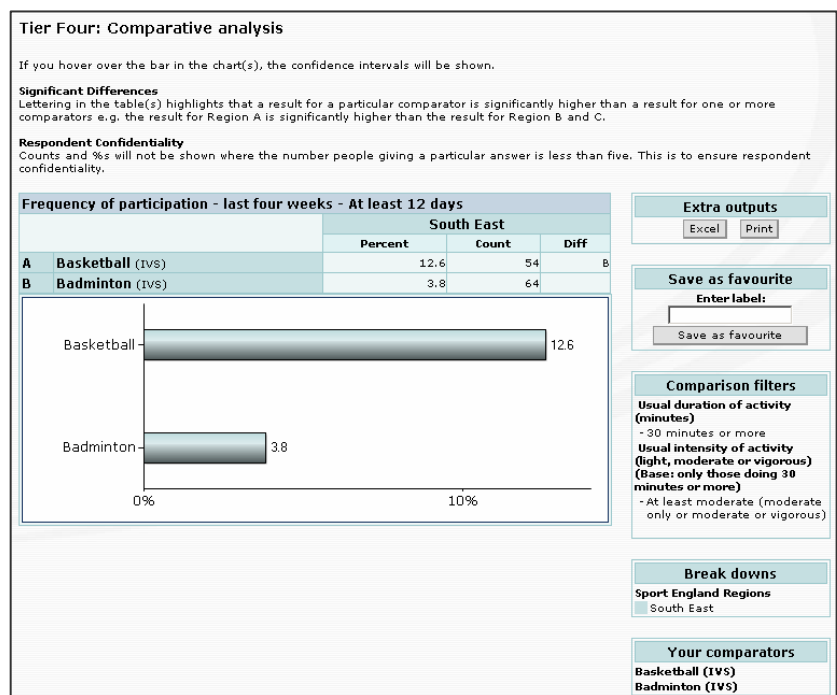 Tier Four: Comparative analysis
If you hover over the bar in the chart(s), the confidence intervals will be shown.
Significant Differences
Lettering in the table(s) highlights that a result for a particular comparator is significantly higher than a result for one or more
comparators e.g. the result for Region A is significantly higher than the result for Region B and C.
Respondent Confidentiality
Counts and %s will not be shown where the number people giving a particular answer is less than five. This is to ensure respondent
confidentiality.
Frequency of participation - last four weeks - At least 12 days
South East
Percent Count Diff
A Basketball (IVS) 12.6 54 B
B Badminton (IVS) 3.8 64
Basketball 12.6
Badminton 3.8
0% 10%
Extra outputs
Excel Print
Save as favourite
Enter label:
Save as favourite
Comparison filters
Usual duration of activity
(minutes)
- 30 minutes or more
Usual intensity of activity
(light, moderate or vigorous)
(Base: only those doing 30
minutes or more)
- At least moderate (moderate
only or moderate or vigorous)
Break downs
Sport England Regions
South East
Your comparators
Basketball (IVS)
Badminton (IVS)